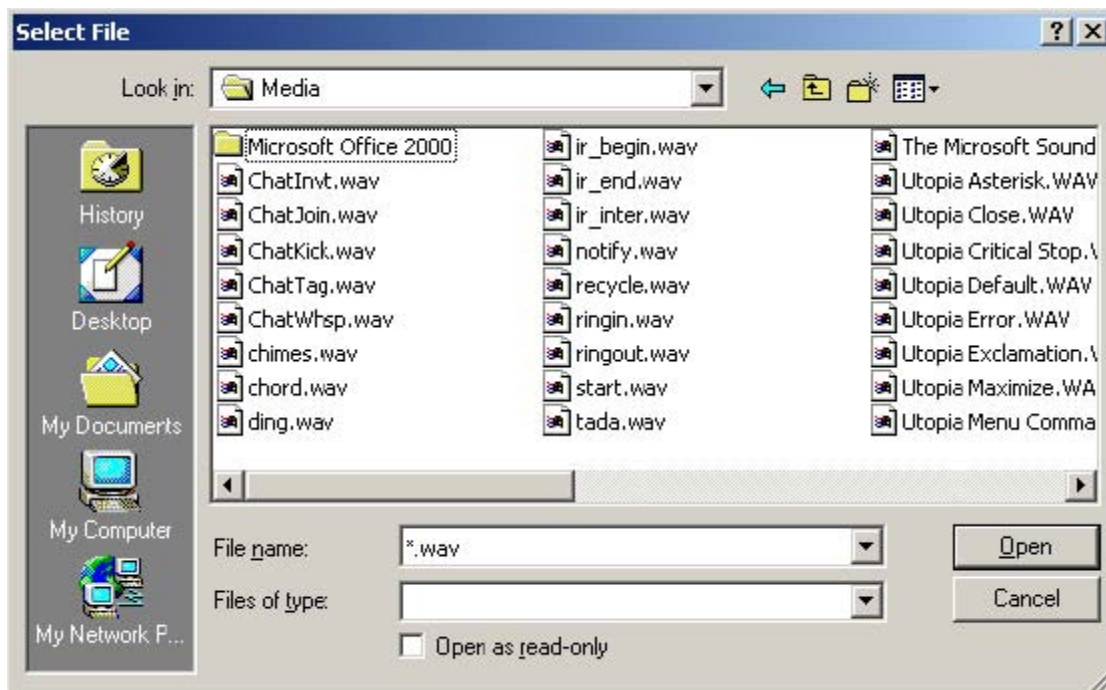 Select File
Look in: Media
History
Desktop
My Documents
My Computer
My Network P...
Microsoft Office 2000
ChatInvt.wav
ChatJoin.wav
ChatKick.wav
ChatTag.wav
ChatWhsp.wav
chimes.wav
chord.wav
ding.wav
ir_begin.wav
ir_end.wav
ir_inter.wav
notify.wav
recycle.wav
ringin.wav
ringout.wav
start.wav
tada.wav
The Microsoft Sound
Utopia Asterisk.WAV
Utopia Close.WAV
Utopia Critical Stop.
Utopia Default.WAV
Utopia Error.WAV
Utopia Exclamation.
Utopia Maximize.WA
Utopia Menu Comma
File name: *.wav
Open
Files of type:
Cancel
Open as read-only